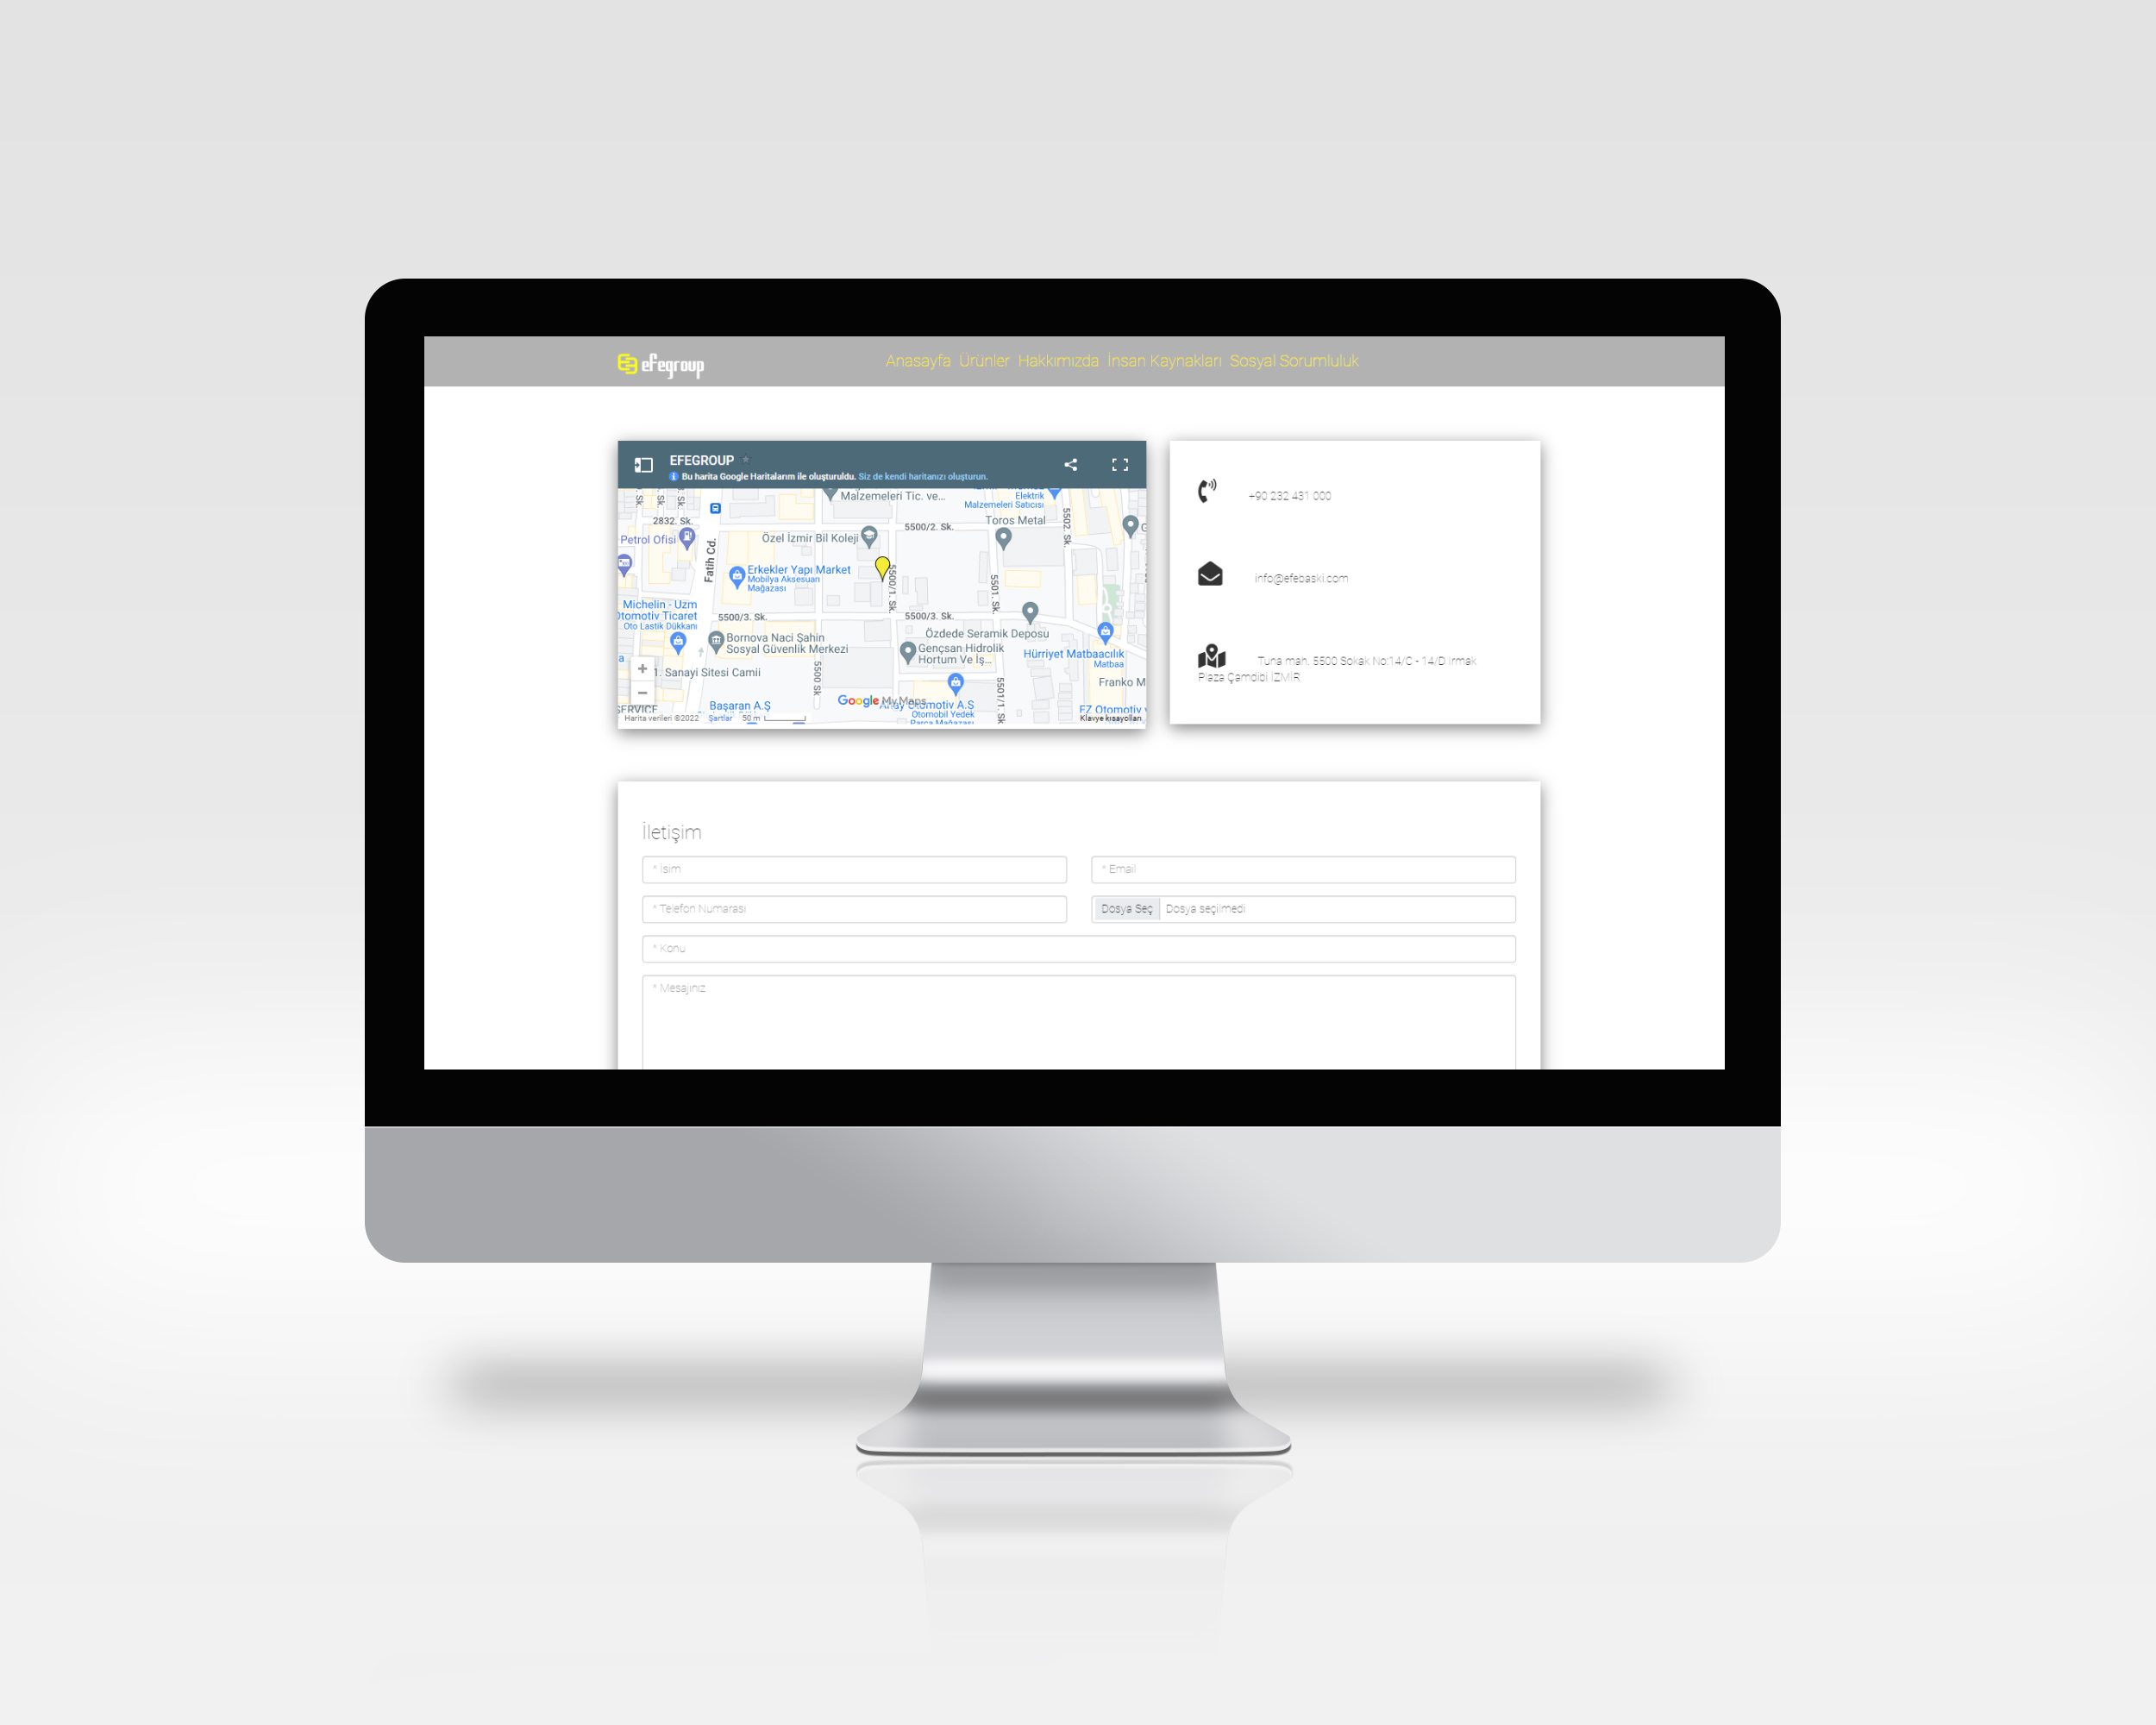 efegroup
Anasayfa Ürünler Hakkımızda İnsan Kaynakları Sosyal Sorumluluk
EFEGROUP
Bu harita Google Haritalarım ile oluşturuldu. Siz de kendi haritanızı oluşturun.
Malzemeleri Tic. ve...
Elektrik
Malzemeleri Satıcısı
2832. Sk.
Petrol Ofisi
Fatih Cd.
Özel İzmir Bil Koleji
5500/2. Sk.
Toros Metal
5502. Sk.
Erkekler Yapı Market
Mobilya Aksesuarı
Mağazası
5500/1. Sk.
5501. Sk.
Michelin - Uzm
Otomotiv Ticaret
Oto Lastik Dükkanı
5500/3. Sk.
5500/3. Sk.
Bornova Naci Şahin
Sosyal Güvenlik Merkezi
Özdede Seramik Deposu
Gençsan Hidrolik
Hortum Ve İş...
Hürriyet Matbaacılık
Matbaa
1. Sanayi Sitesi Camii
5500 Sk
5501/1. Sk
Franko M
SERVICE
Başaran A.Ş
Google My Maps
Otomotiv A.S
Otomobil Yedek
Parça Mağazası
EZ Otomotiv
Harita verileri ©2022 Şartlar 50 m
Klavye kısayolları
+90 232 431 000
info@efebaski.com
Tuna mah. 5500 Sokak No:14/C - 14/D Irmak
Plaza Çamdibi İZMİR
İletişim
* İsim
* Email
* Telefon Numarası
Dosya Seç Dosya seçilmedi
* Konu
* Mesajınız